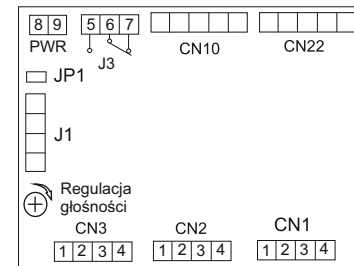 8 9 5 6 7
PWR J3 CN10 CN22
JP1
J1
Regulacja
głośności
CN3 CN2 CN1
1 2 3 4 1 2 3 4 1 2 3 4